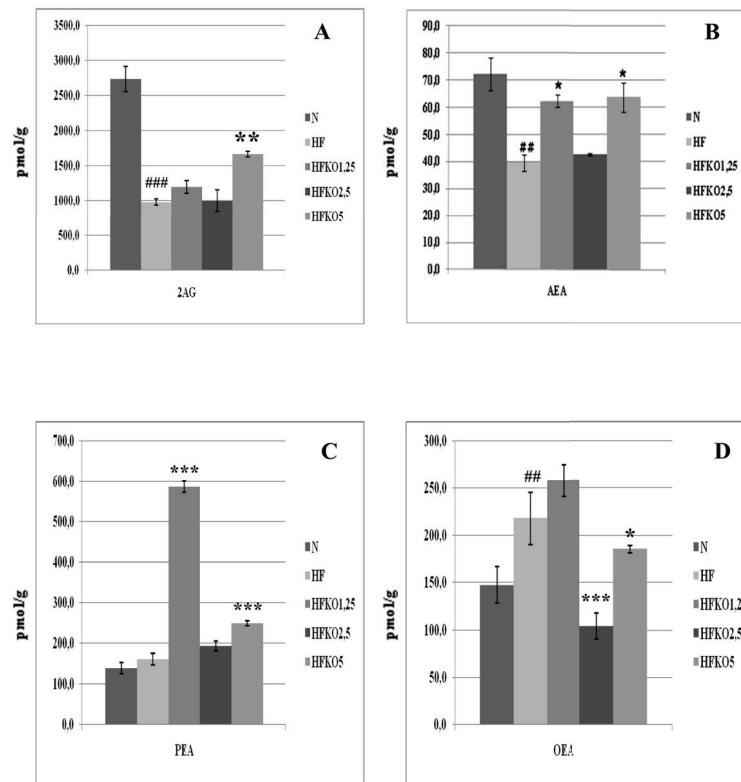 A
3500,0
3000,0
2500,0
2000,0
1500,0
1000,0
500,0
0,0
pmol/g
###
**
2AG
N
HF
HFKO1,25
HFKO2,5
HFKO5
B
90,0
80,0
70,0
60,0
50,0
40,0
30,0
20,0
10,0
0,0
pmol/g
##
*
*
AEA
N
HF
HFKO1,25
HFKO2,5
HFKO5
C
700,0
600,0
500,0
400,0
300,0
200,0
100,0
0,0
pmol/g
***
***
PEA
N
HF
HFKO1,25
HFKO2,5
HFKO5
D
300,0
250,0
200,0
150,0
100,0
50,0
0,0
pmol/g
##
***
*
OEA
N
HF
HFKO1,2
HFKO2,5
HFKO5